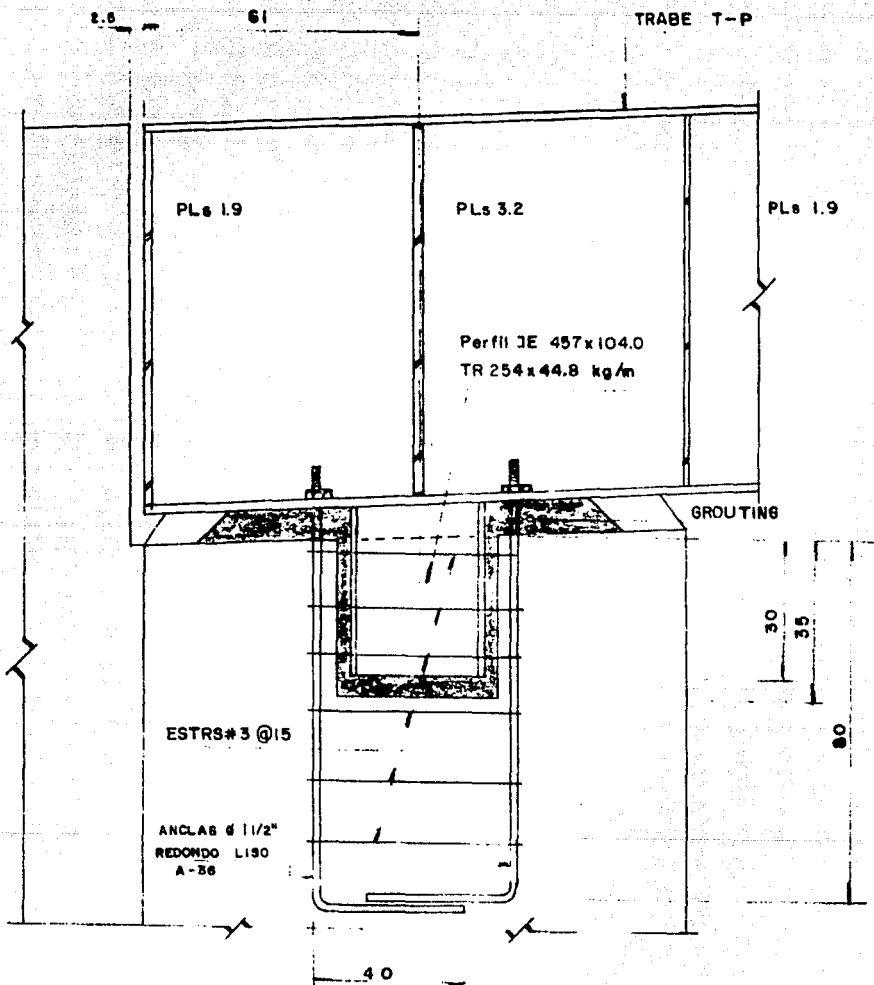 2.5 61
TRABE T-P
PLs 1.9
PLs 3.2
PLs 1.9
Perfil IE 457x104.0
TR 254x44.8 kg/m
GROUTING
30
35
80
ESTRS#3 @15
ANCLAS Ø 1 1/2"
REDONDO LISO
A-36
40